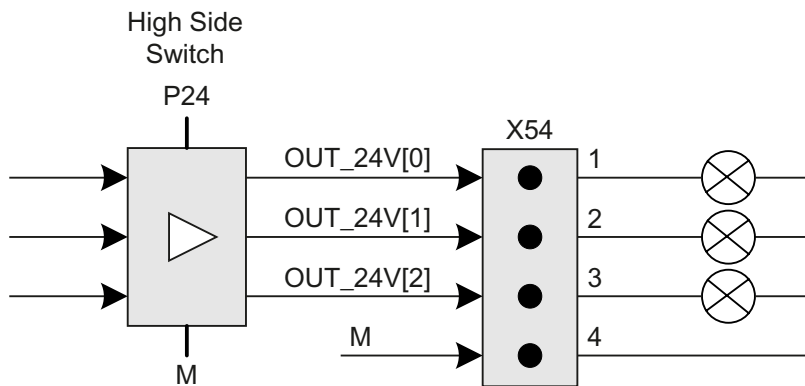 High Side
Switch
P24
X54
OUT_24V[0]
1
OUT_24V[1]
2
OUT_24V[2]
3
M
4
M